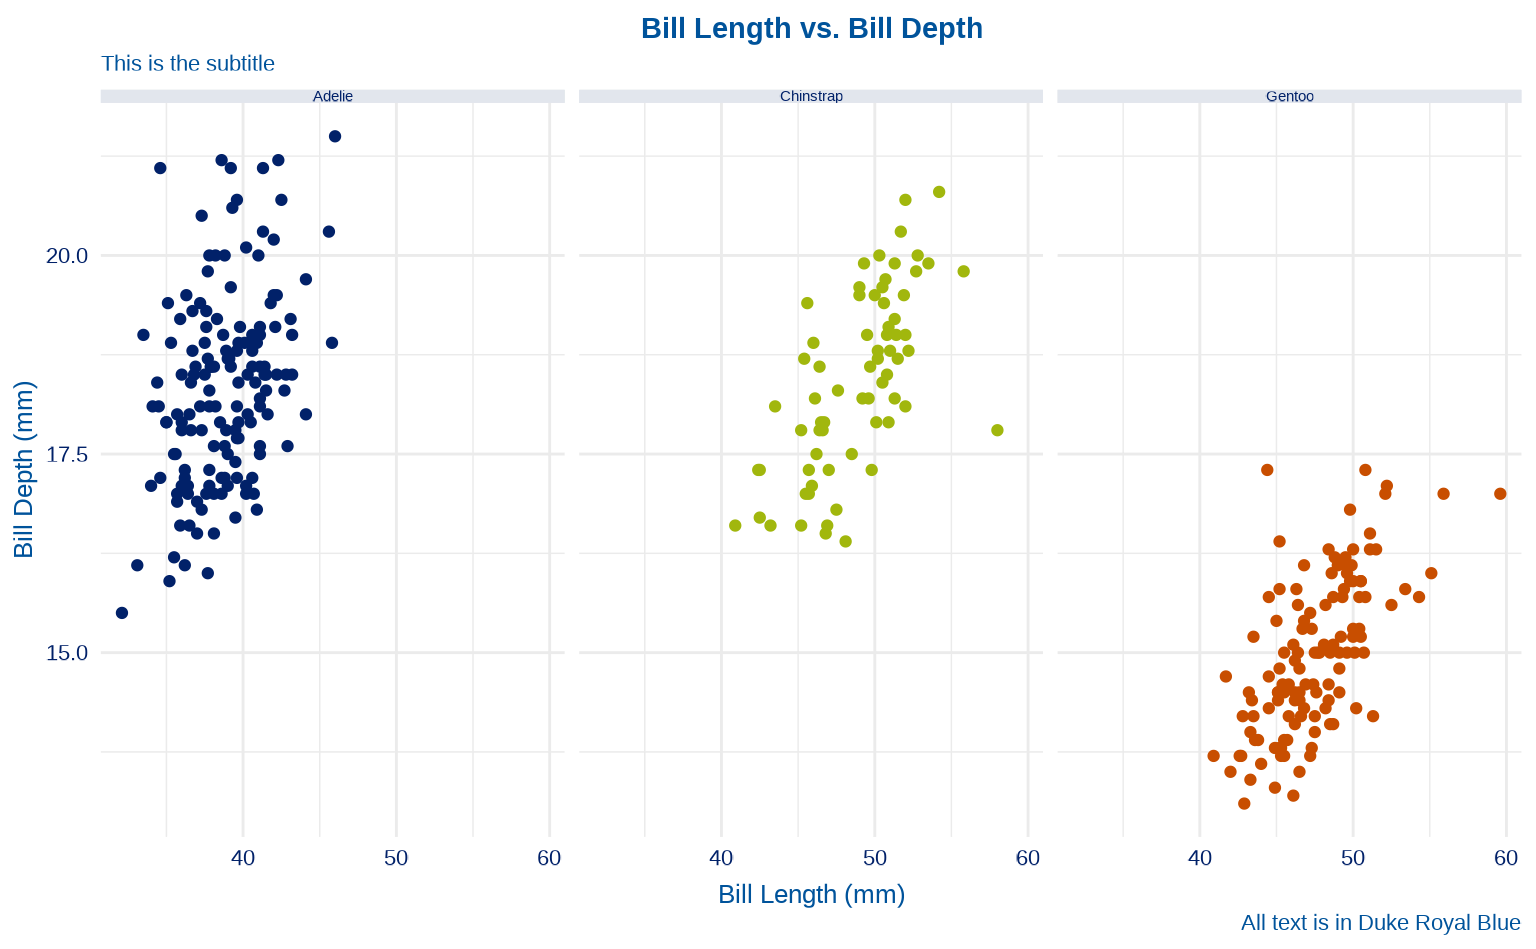 Bill Length vs. Bill Depth
This is the subtitle
Adelie
Chinstrap
Gentoo
20.0
17.5
15.0
Bill Depth (mm)
40 50 60
40 50 60
40 50 60
Bill Length (mm)
All text is in Duke Royal Blue